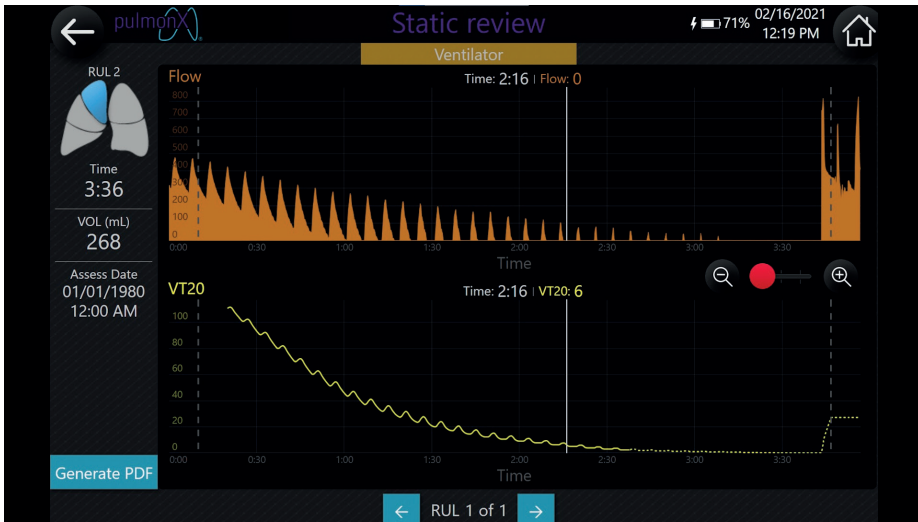 pulmonX
Static review
71%
02/16/2021
12:19 PM
Ventilator
RUL 2
Time
3:36
VOL (mL)
268
Assess Date
01/01/1980
12:00 AM
Generate PDF
Flow
Time: 2:16 | Flow: 0
800
700
600
500
400
300
200
100
0
0:00 0:30 1:00 1:30 2:00 2:30 3:00 3:30
Time
VT20
Time: 2:16 | VT20: 6
100
80
60
40
20
0
0:00 0:30 1:00 1:30 2:00 2:30 3:00 3:30
Time
← RUL 1 of 1 →